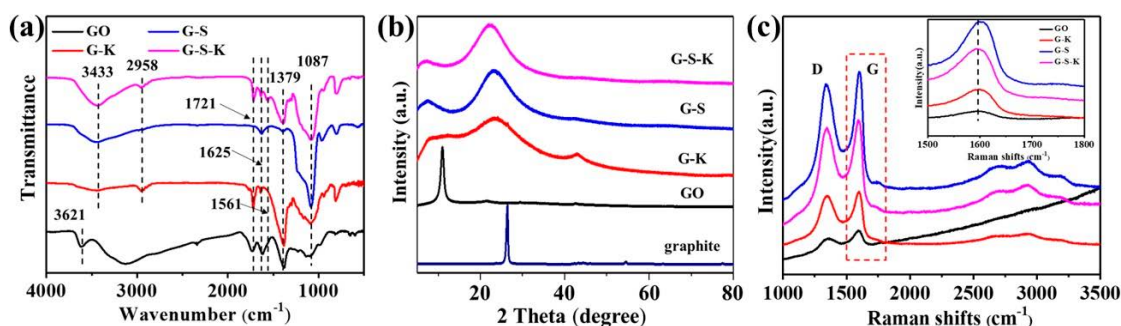 (a)
GO
G-S
G-K
G-S-K
3433
2958
1379
1087
1721
1625
1561
3621
Transmittance
4000
3000
2000
1000
Wavenumber (cm⁻¹)
(b)
G-S-K
G-S
G-K
GO
graphite
Intensity (a.u.)
20
40
60
80
2 Theta (degree)
(c)
D
G
Intensity(a.u.)
1000
1500
2000
2500
3000
3500
Raman shifts (cm⁻¹)
GO
G-K
G-S
G-S-K
Intensity(a.u.)
1500
1600
1700
1800
Raman shifts (cm⁻¹)